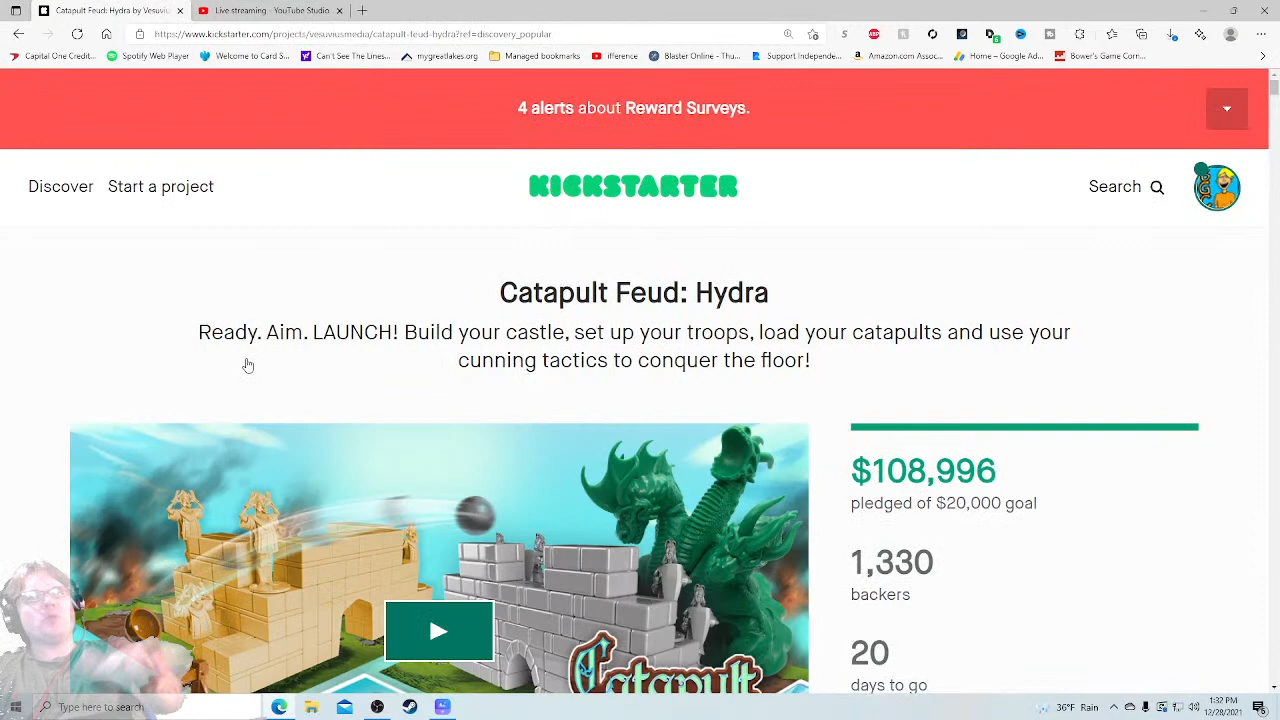 Catapult Feud: Hydra by Vesuviu
Live streaming - YouTube Studio
https://www.kickstarter.com/projects/vesuviusmedia/catapult-feud-hydra?ref=discovery_popular
Capital One Credit...
Spotify Web Player
Welcome to Card S...
Can't See The Lines...
mygreatlakes.org
Managed bookmarks
ifference
Blaster Online - Thu...
Support Independe...
Amazon.com Assoc...
Home – Google Ad...
Bower's Game Corn...
4 alerts about Reward Surveys.
Discover
Start a project
KICKSTARTER
Search
Catapult Feud: Hydra
Ready. Aim. LAUNCH! Build your castle, set up your troops, load your catapults and use your
cunning tactics to conquer the floor!
$108,996
pledged of $20,000 goal
1,330
backers
20
days to go
Catapult
Type here to search
36°F Rain
1:32 PM
12/28/2021